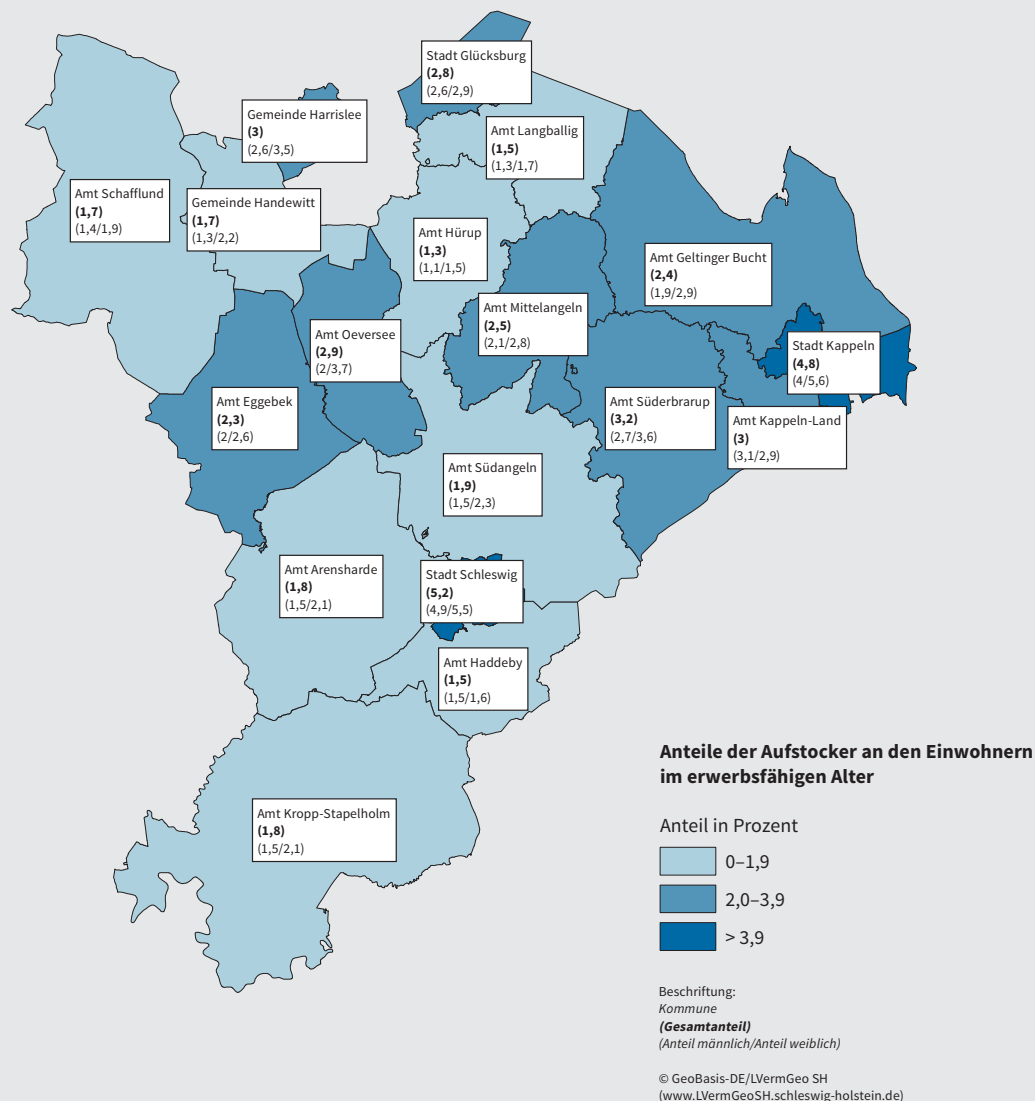 Stadt Glücksburg
(2,8)
(2,6/2,9)
Gemeinde Harrislee
(3)
(2,6/3,5)
Amt Langballig
(1,5)
(1,3/1,7)
Amt Schafflund
(1,7)
(1,4/1,9)
Gemeinde Handewitt
(1,7)
(1,3/2,2)
Amt Hürup
(1,3)
(1,1/1,5)
Amt Geltinger Bucht
(2,4)
(1,9/2,9)
Amt Mittelangeln
(2,5)
(2,1/2,8)
Amt Oeversee
(2,9)
(2/3,7)
Stadt Kappeln
(4,8)
(4/5,6)
Amt Eggebek
(2,3)
(2/2,6)
Amt Süderbrarup
(3,2)
(2,7/3,6)
Amt Kappeln-Land
(3)
(3,1/2,9)
Amt Südangeln
(1,9)
(1,5/2,3)
Amt Arensharde
(1,8)
(1,5/2,1)
Stadt Schleswig
(5,2)
(4,9/5,5)
Amt Haddeby
(1,5)
(1,5/1,6)
Amt Kropp-Stapelholm
(1,8)
(1,5/2,1)
Anteile der Aufstocker an den Einwohnern
im erwerbsfähigen Alter
Anteil in Prozent
0–1,9
2,0–3,9
> 3,9
Beschriftung:
Kommune
(Gesamtanteil)
(Anteil männlich/Anteil weiblich)
© GeoBasis-DE/LVermGeo SH
(www.LVermGeoSH.schleswig-holstein.de)